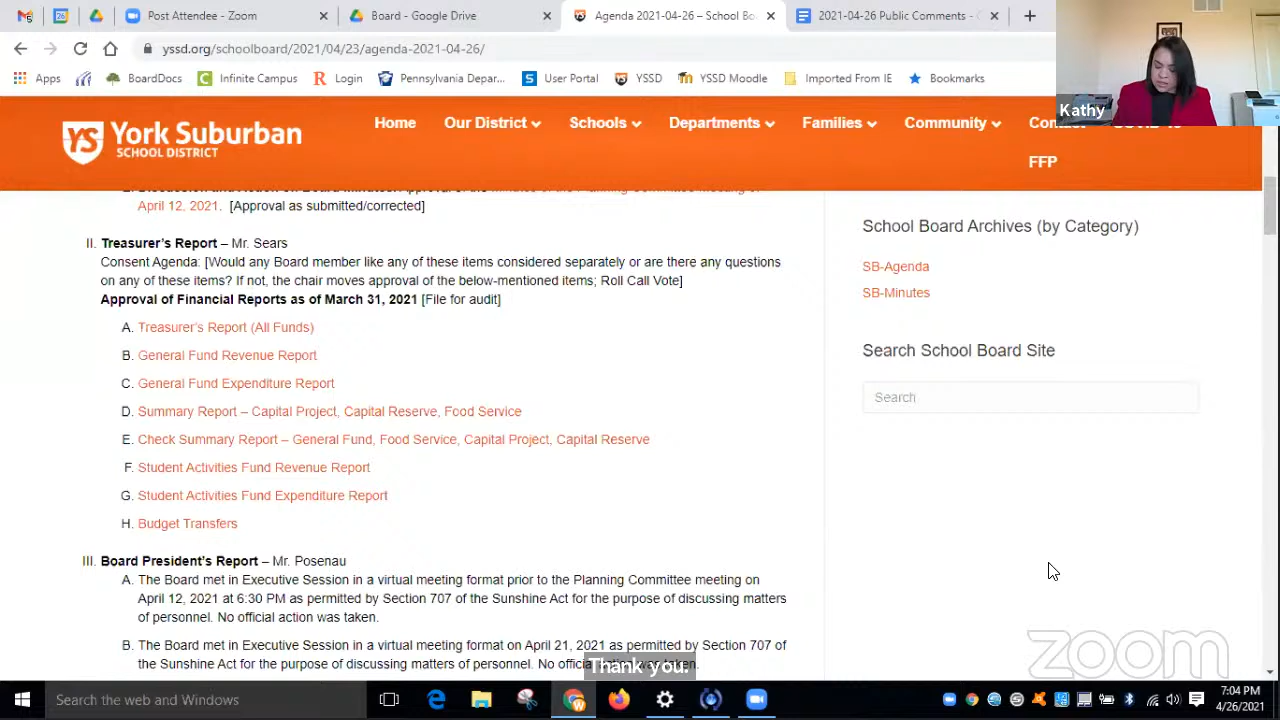 Post Attendee - Zoom
Board - Google Drive
Agenda 2021-04-26 – School Bo
2021-04-26 Public Comments -
yssd.org/schoolboard/2021/04/23/agenda-2021-04-26/
Apps
BoardDocs
Infinite Campus
Login
Pennsylvania Depar...
User Portal
YSSD
YSSD Moodle
Imported From IE
Bookmarks
Kathy
YS York Suburban
SCHOOL DISTRICT
Home Our District Schools Departments Families Community
FFP
April 12, 2021. [Approval as submitted/corrected]
II. Treasurer's Report – Mr. Sears
Consent Agenda: [Would any Board member like any of these items considered separately or are there any questions
on any of these items? If not, the chair moves approval of the below-mentioned items; Roll Call Vote]
Approval of Financial Reports as of March 31, 2021 [File for audit]
A. Treasurer's Report (All Funds)
B. General Fund Revenue Report
C. General Fund Expenditure Report
D. Summary Report – Capital Project, Capital Reserve, Food Service
E. Check Summary Report – General Fund, Food Service, Capital Project, Capital Reserve
F. Student Activities Fund Revenue Report
G. Student Activities Fund Expenditure Report
H. Budget Transfers
III. Board President's Report – Mr. Posenau
A. The Board met in Executive Session in a virtual meeting format prior to the Planning Committee meeting on
April 12, 2021 at 6:30 PM as permitted by Section 707 of the Sunshine Act for the purpose of discussing matters
of personnel. No official action was taken.
B. The Board met in Executive Session in a virtual meeting format on April 21, 2021 as permitted by Section 707 of
the Sunshine Act for the purpose of discussing matters of personnel. No
Thank you.
School Board Archives (by Category)
SB-Agenda
SB-Minutes
Search School Board Site
Search
zoom
Search the web and Windows
7:04 PM
4/26/2021